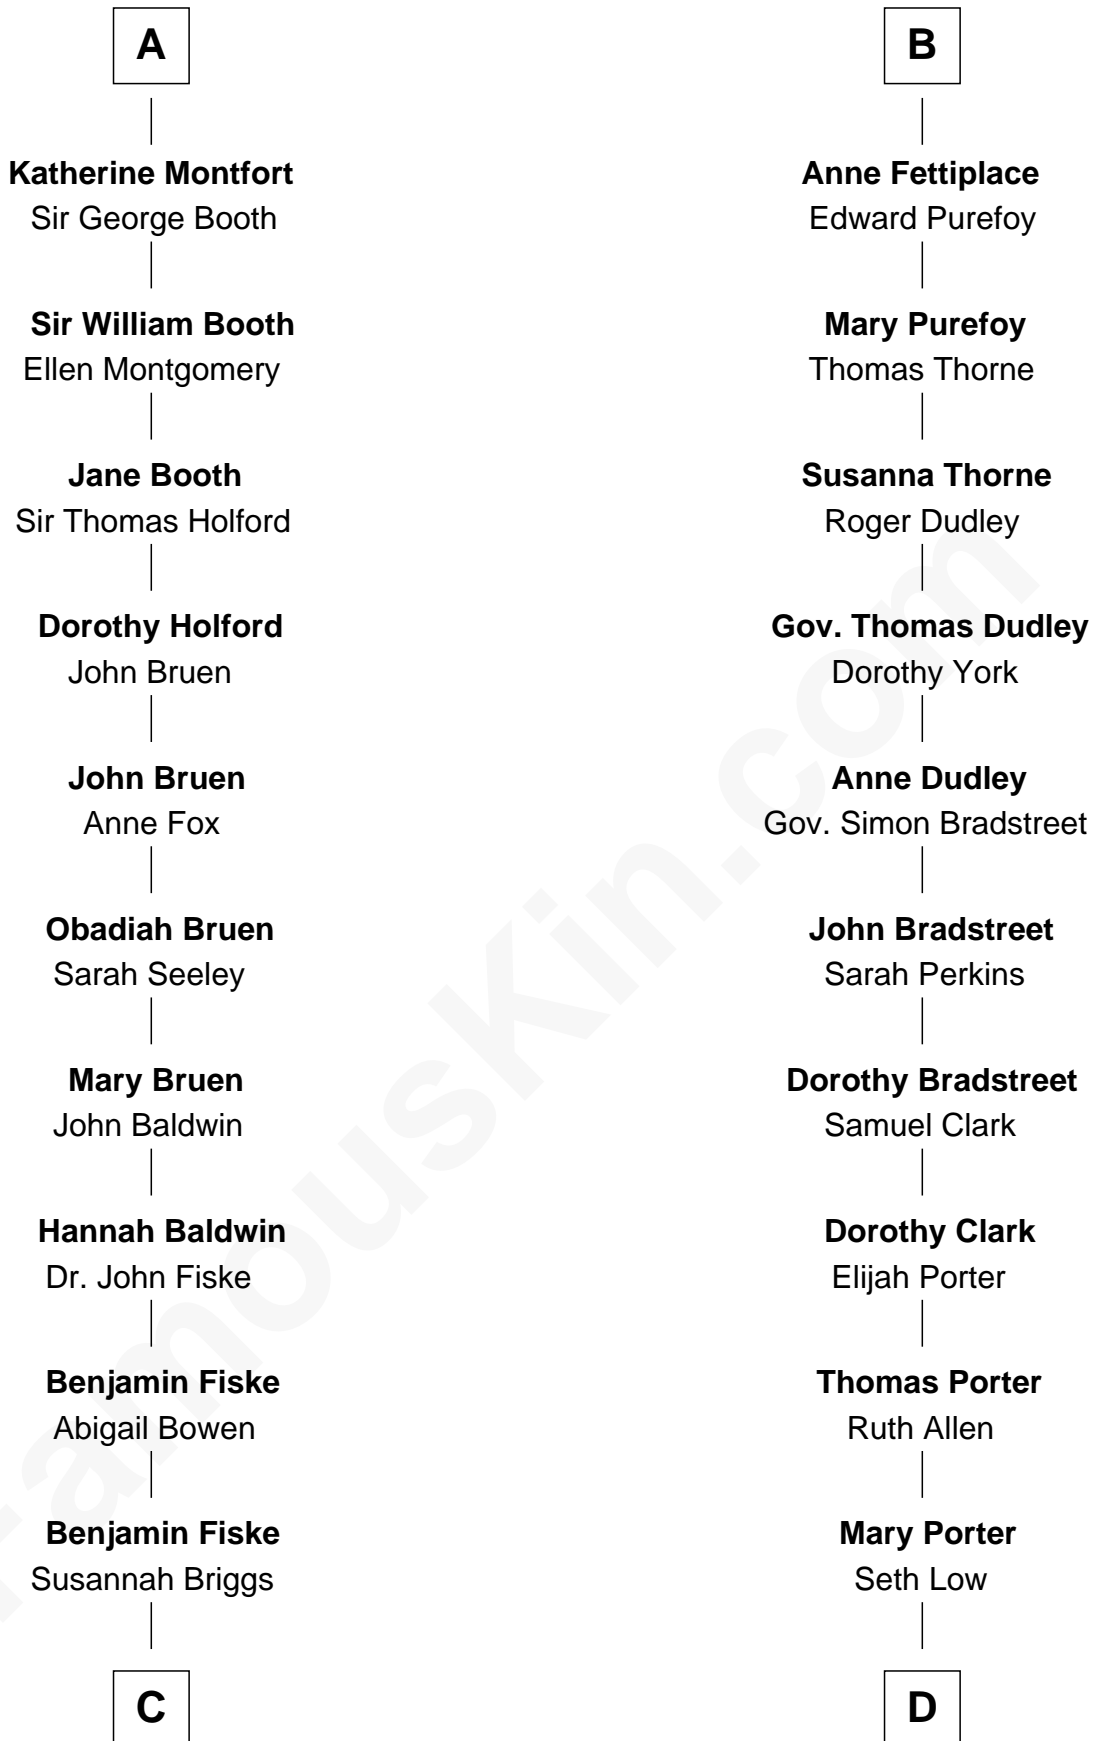 A
Katherine Montfort
Sir George Booth
Sir William Booth
Ellen Montgomery
Jane Booth
Sir Thomas Holford
Dorothy Holford
John Bruen
John Bruen
Anne Fox
Obadiah Bruen
Sarah Seeley
Mary Bruen
John Baldwin
Hannah Baldwin
Dr. John Fiske
Benjamin Fiske
Abigail Bowen
Benjamin Fiske
Susannah Briggs
C
B
Anne Fettiplace
Edward Purefoy
Mary Purefoy
Thomas Thorne
Susanna Thorne
Roger Dudley
Gov. Thomas Dudley
Dorothy York
Anne Dudley
Gov. Simon Bradstreet
John Bradstreet
Sarah Perkins
Dorothy Bradstreet
Samuel Clark
Dorothy Clark
Elijah Porter
Thomas Porter
Ruth Allen
Mary Porter
Seth Low
D
FamousKin.com